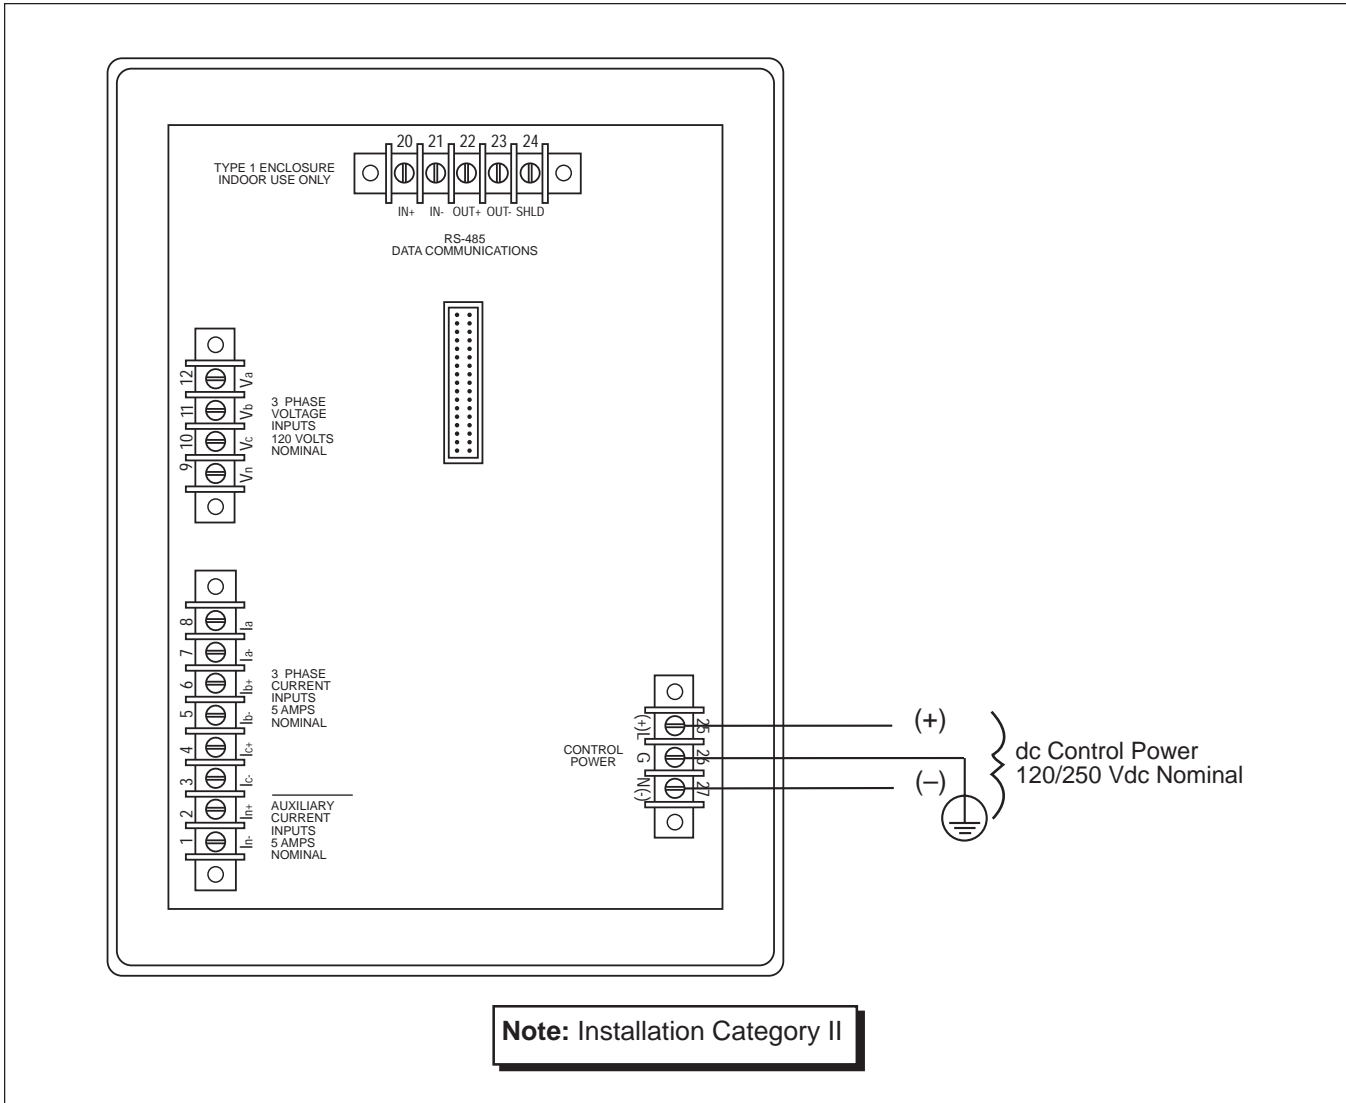 20 21 22 23 24
TYPE 1 ENCLOSURE
INDOOR USE ONLY
IN+ IN- OUT+ OUT- SHLD
RS-485
DATA COMMUNICATIONS
12 Va
11 Vb
10 Vc
9 Vn
3 PHASE
VOLTAGE
INPUTS
120 VOLTS
NOMINAL
8 Ia
7 Ia-
6 Ib+
5 Ib-
4 Ic+
3 Ic-
2 In+
1 In-
3 PHASE
CURRENT
INPUTS
5 AMPS
NOMINAL
AUXILIARY
CURRENT
INPUTS
5 AMPS
NOMINAL
CONTROL
POWER
(+)L 25
G 26
N(-) 27
(+)
(–)
dc Control Power
120/250 Vdc Nominal
Note: Installation Category II